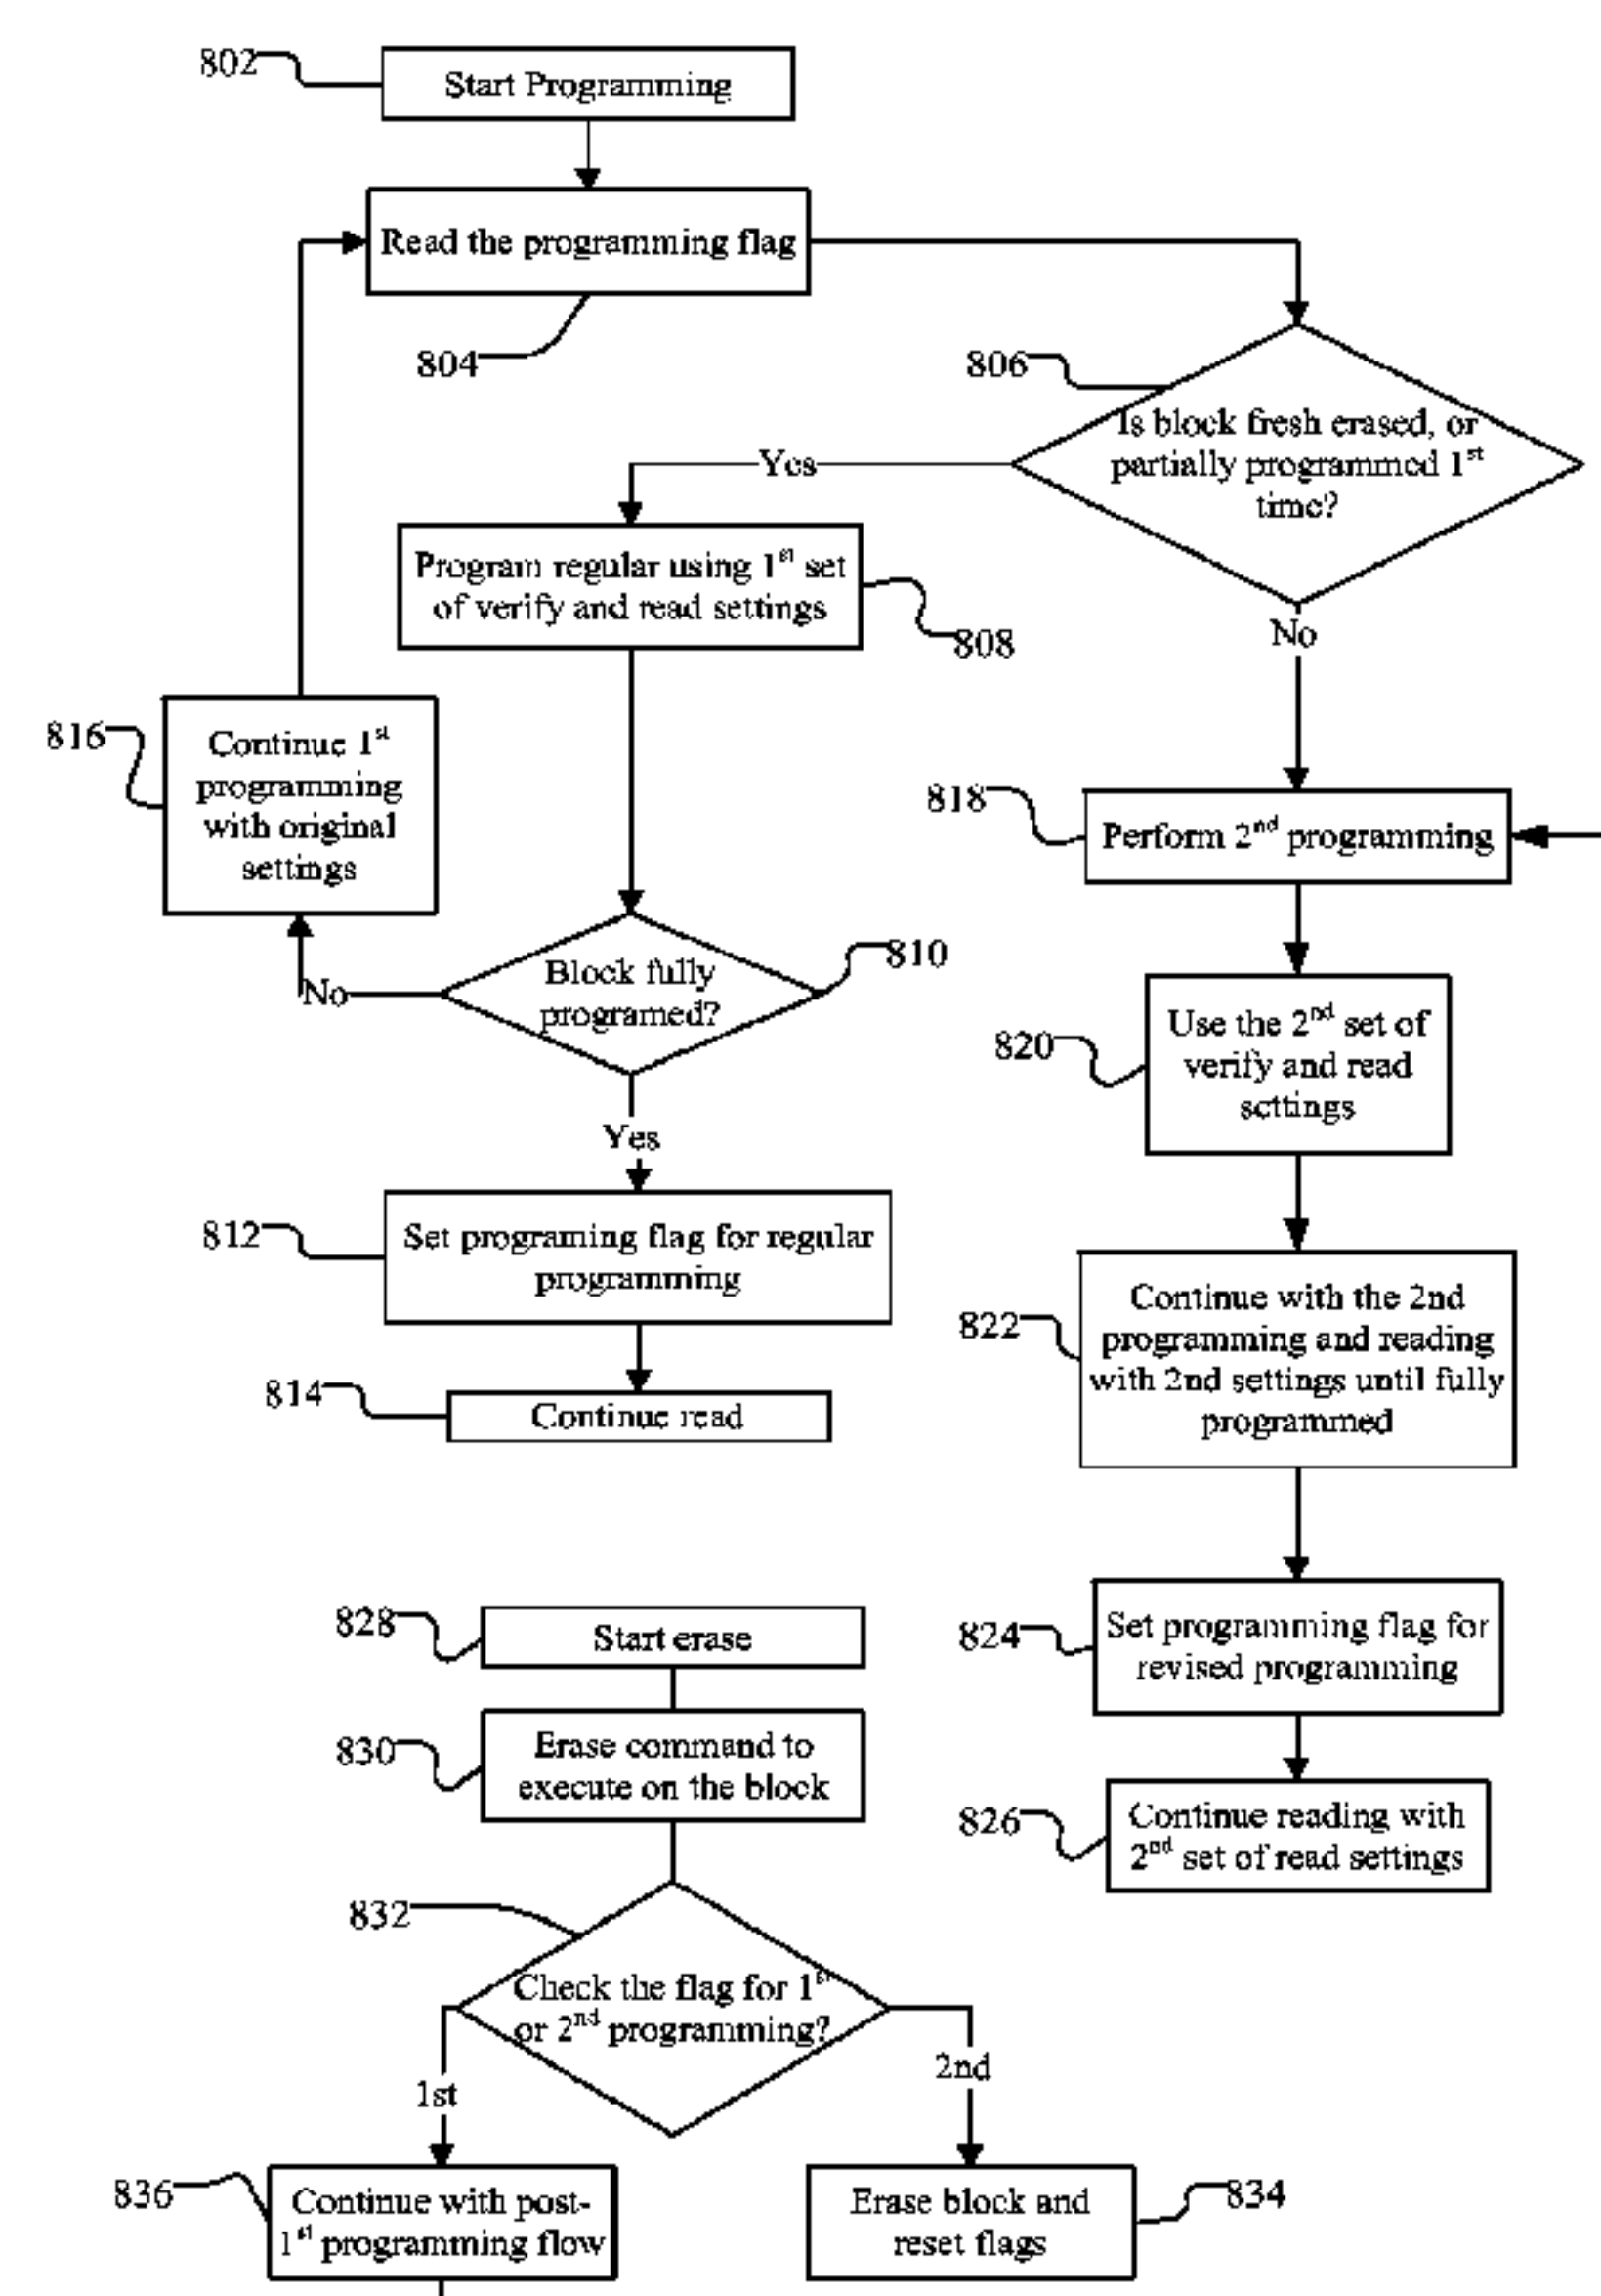 802
Start Programming
Read the programming flag
804
806
Is block fresh erased, or
partially programmed 1st
time?
Yes
Program regular using 1st set
of verify and read settings
808
No
816
Continue 1st
programming
with original
settings
818
Perform 2nd programming
810
Block fully
programed?
No
820
Use the 2nd set of
verify and read
settings
Yes
812
Set programing flag for regular
programming
822
Continue with the 2nd
programming and reading
with 2nd settings until fully
programmed
814
Continue read
828
Start erase
824
Set programming flag for
revised programming
830
Erase command to
execute on the block
826
Continue reading with
2nd set of read settings
832
Check the flag for 1st
or 2nd programming?
1st
2nd
836
Continue with post-
1st programming flow
Erase block and
reset flags
834